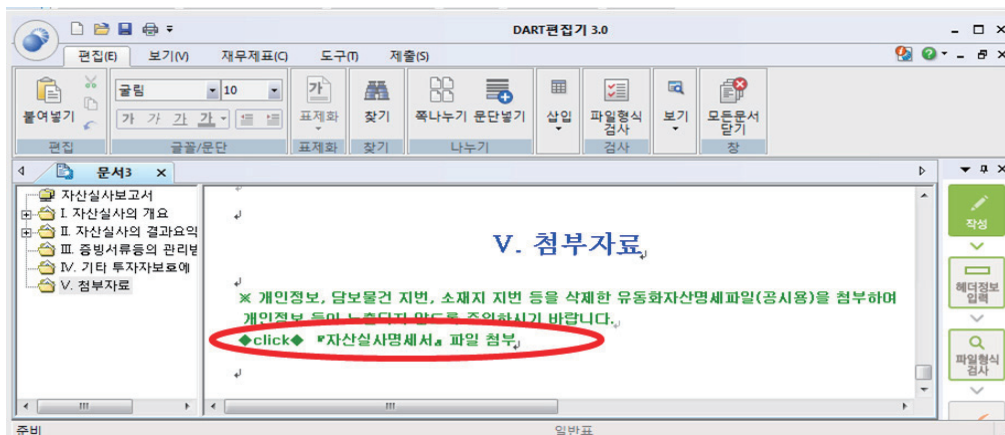 DART편집기 3.0
편집(E) 보기(V) 재무제표(C) 도구(T) 제출(S)
붙여넣기
굴림 10
가 가 가 가
표제화
찾기
쪽나누기 문단넣기
삽입
파일형식
검사
보기
모든문서
닫기
편집 글꼴/문단 표제화 찾기 나누기 검사 창
문서3
자산실사보고서
I. 자산실사의 개요
II. 자산실사의 결과요약
III. 증빙서류등의 관리방
IV. 기타 투자자보호에
V. 첨부자료
V. 첨부자료
※ 개인정보, 담보물건 지번, 소재지 지번 등을 삭제한 유동화자산명세파일(공시용)을 첨부하며
개인정보 등이 노출되지 않도록 주의하시기 바랍니다.
◆click◆ 『자산실사명세서』 파일 첨부
작성
헤더정보
입력
파일형식
검사
준비 일반표